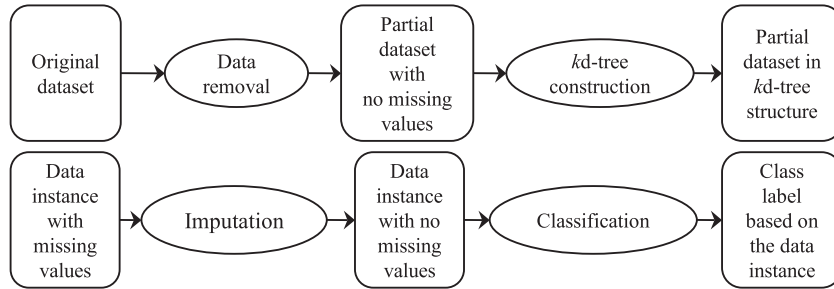 Original
dataset
Data
removal
Partial
dataset
with
no missing
values
kd-tree
construction
Partial
dataset in
kd-tree
structure
Data
instance
with
missing
values
Imputation
Data
instance
with no
missing
values
Classification
Class
label
based on
the data
instance